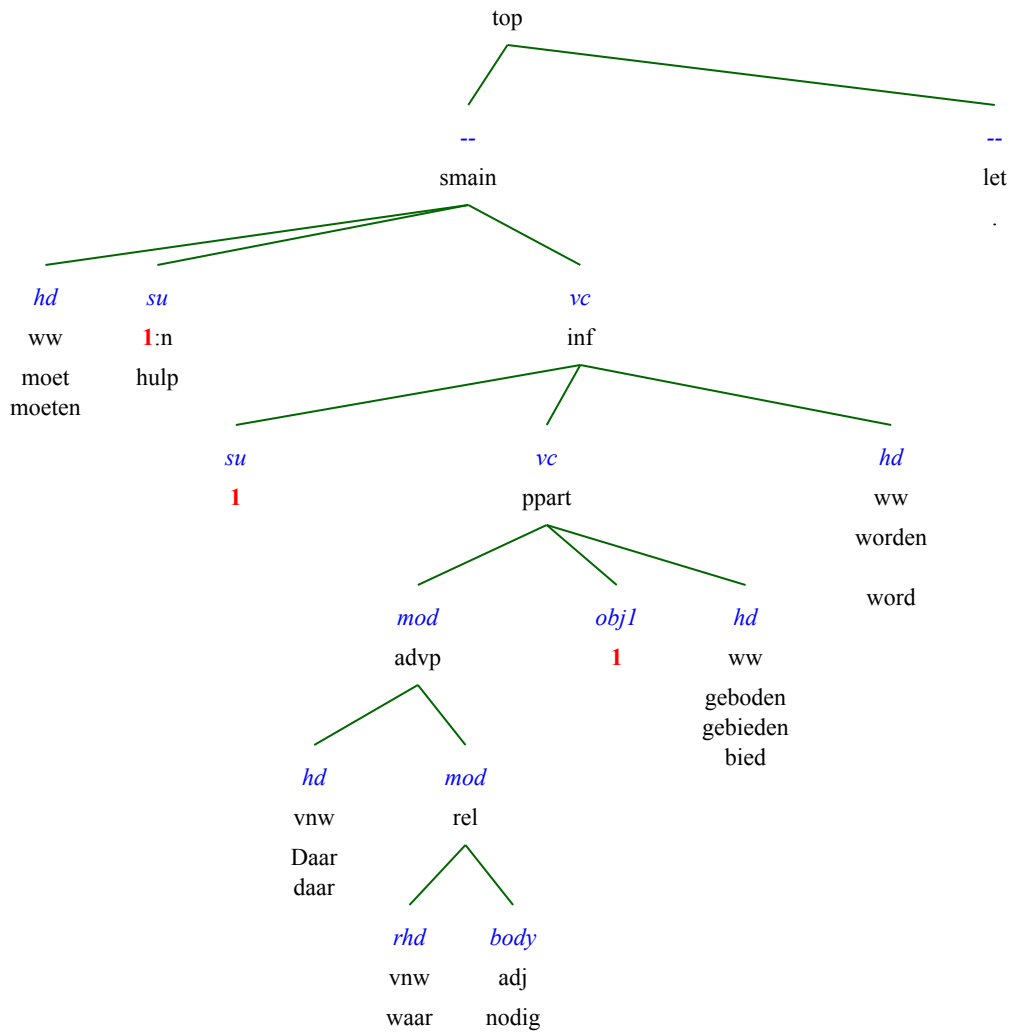 top
-- --
smain let
.
hd su vc
ww 1:n inf
moet hulp
moeten
su vc hd
1 ppart ww
worden
word
mod obj1 hd
advp 1 ww
geboden
gebieden
bied
hd mod
vnw rel
Daar
daar
rhd body
vnw adj
waar nodig